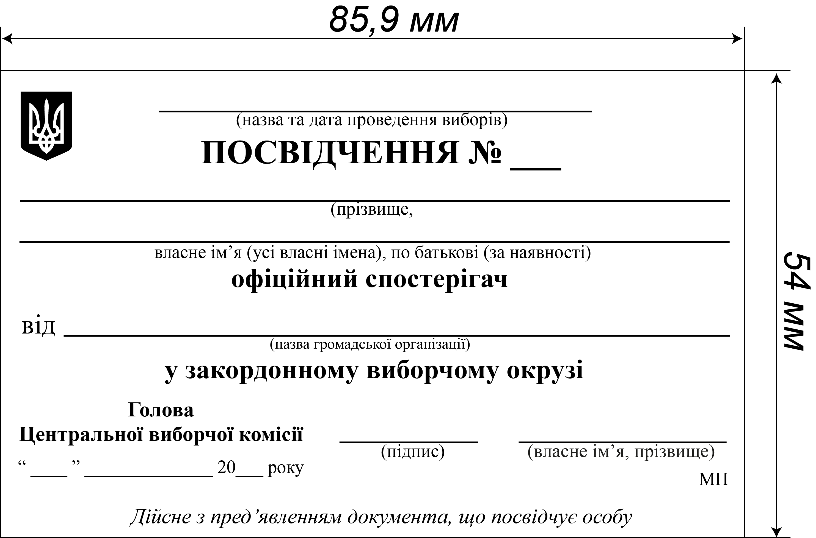 85,9 мм
(назва та дата проведення виборів)
ПОСВІДЧЕННЯ № ___
(прізвище,
власне ім’я (усі власні імена), по батькові (за наявності)
офіційний спостерігач
від
(назва громадської організації)
у закордонному виборчому окрузі
Голова
Центральної виборчої комісії
(підпис)
(власне ім’я, прізвище)
“ ____ ” ______________ 20___ року
МП
Дійсне з пред’явленням документа, що посвідчує особу
54 мм